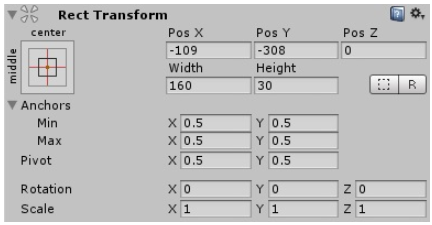 Rect Transform
center
Pos X Pos Y Pos Z
middle
-109 -308 0
Width Height
160 30
R
Anchors
Min X 0.5 Y 0.5
Max X 0.5 Y 0.5
Pivot X 0.5 Y 0.5
Rotation X 0 Y 0 Z 0
Scale X 1 Y 1 Z 1